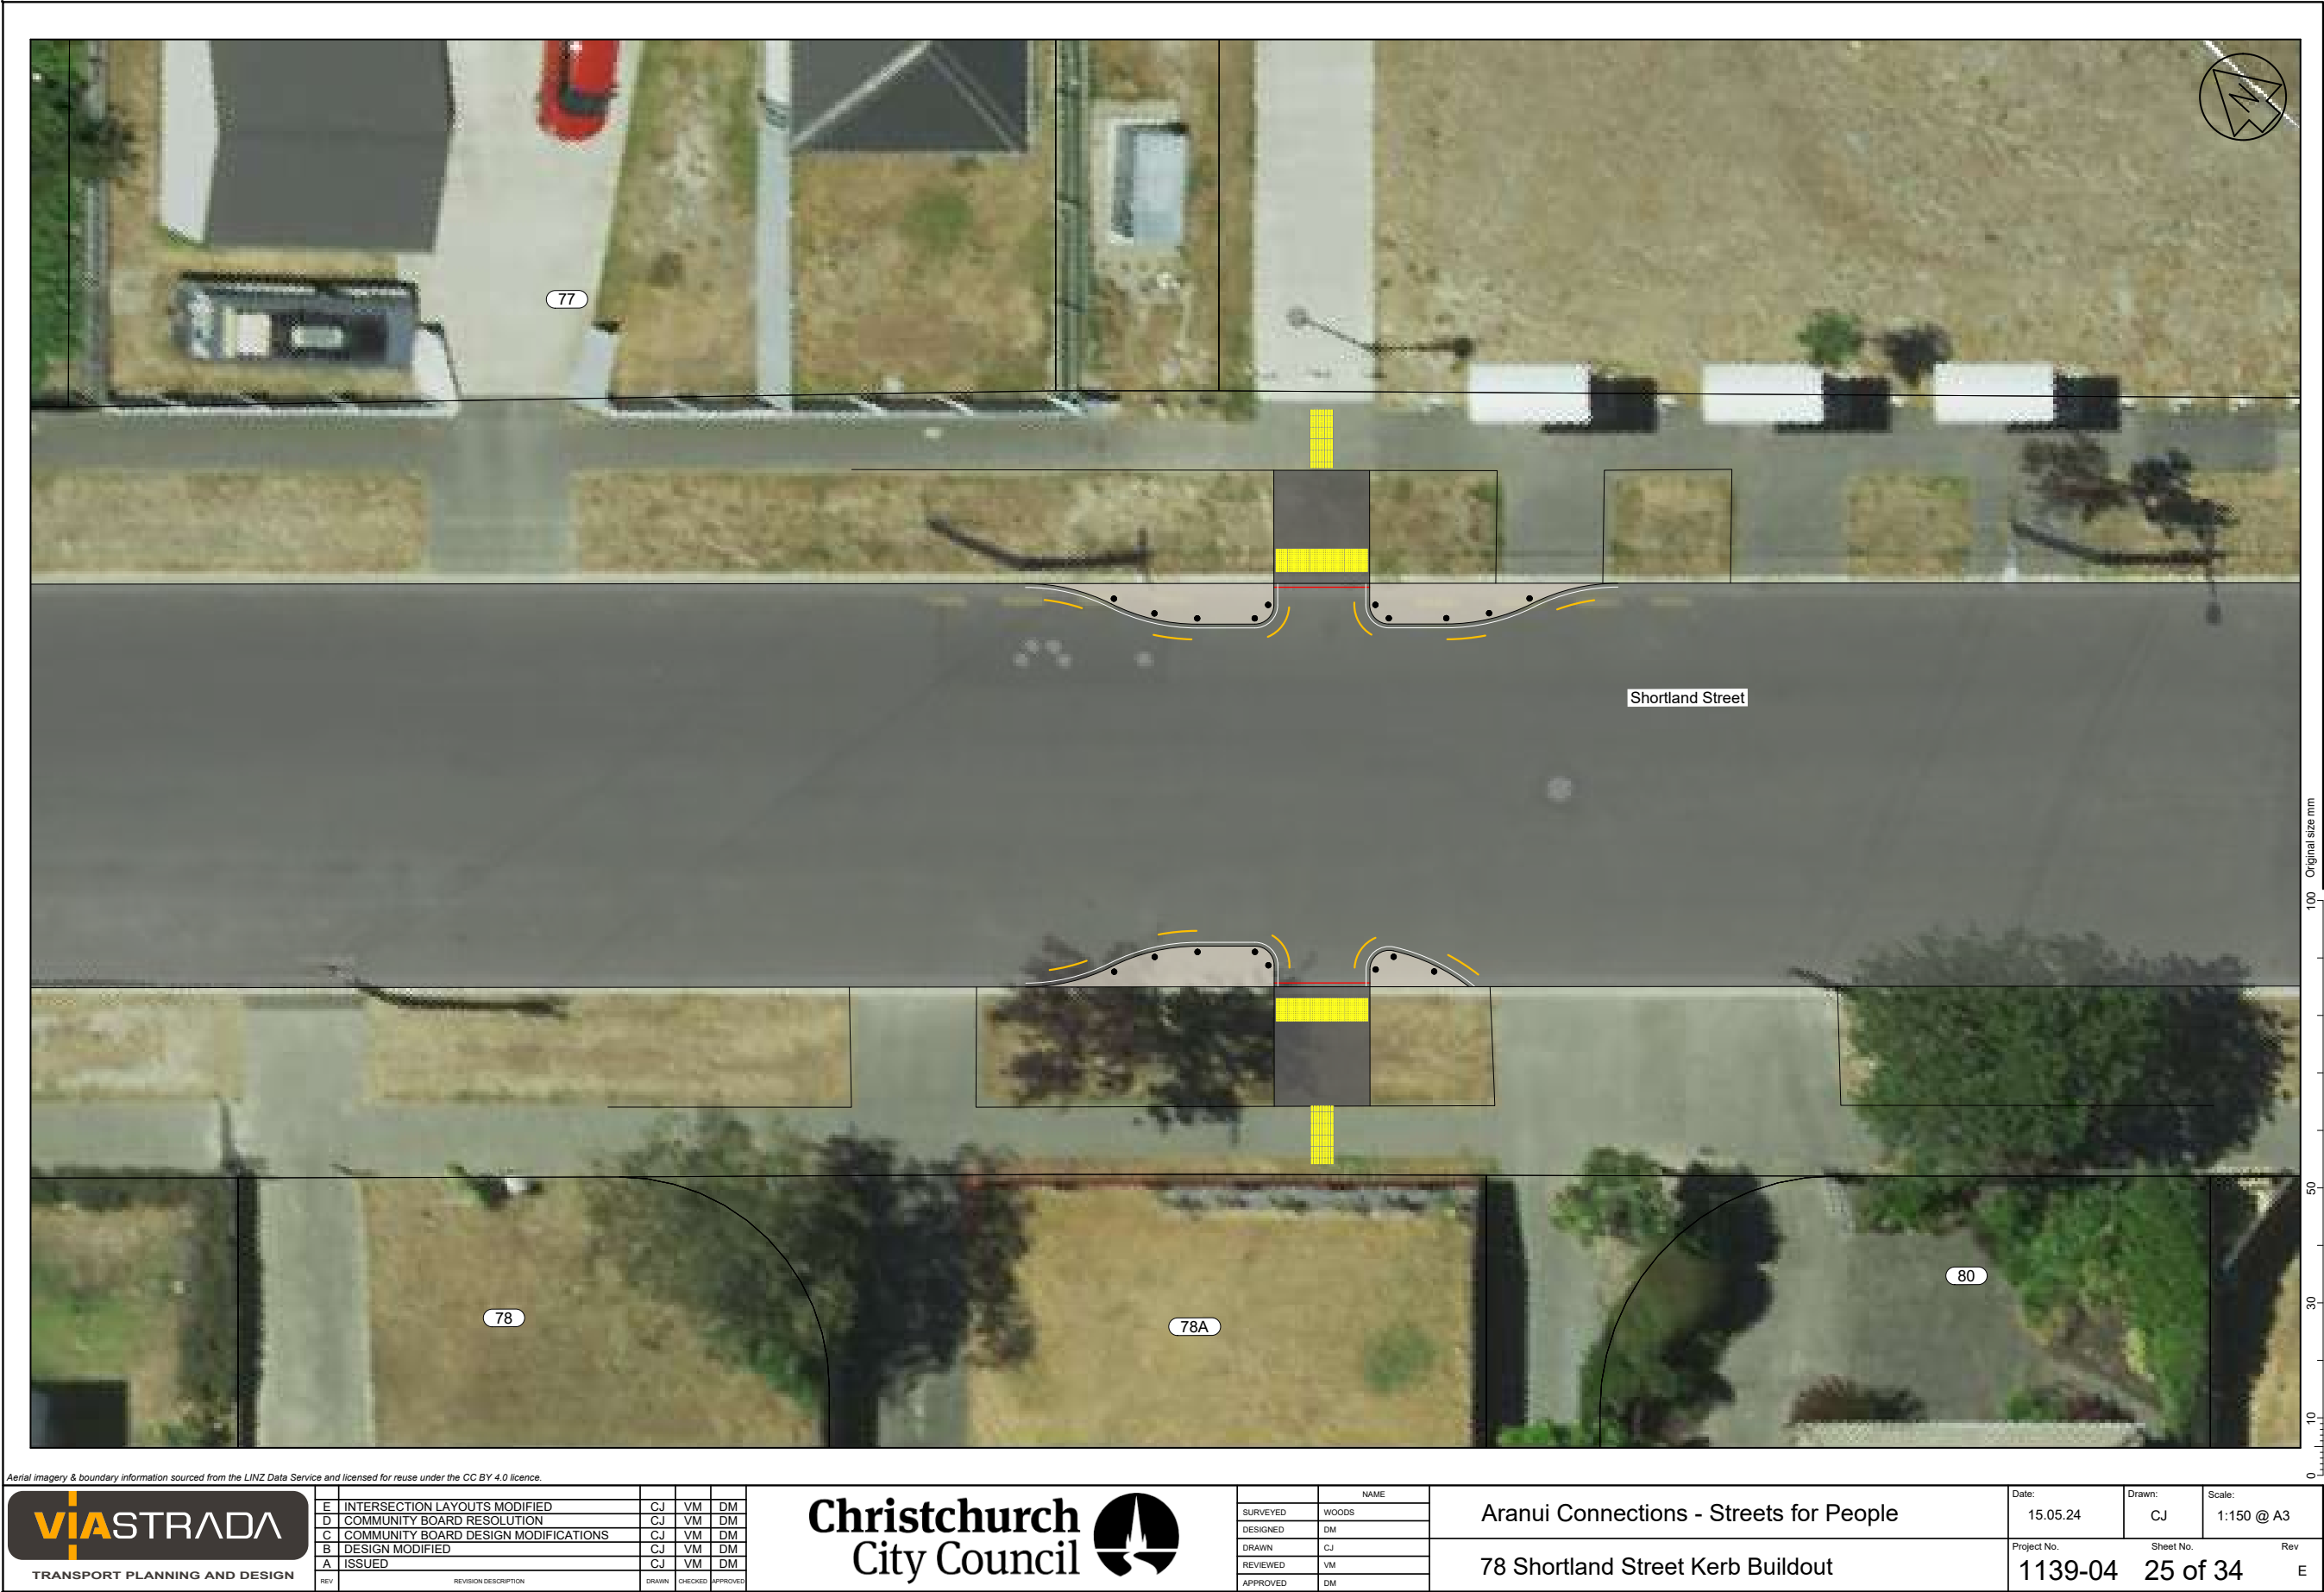 N
77
Shortland Street
78
78A
80
0 10 30 50 100 Original size mm
Aerial imagery & boundary information sourced from the LINZ Data Service and licensed for reuse under the CC BY 4.0 licence.
VIASTRADA
TRANSPORT PLANNING AND DESIGN
E INTERSECTION LAYOUTS MODIFIED CJ VM DM
D COMMUNITY BOARD RESOLUTION CJ VM DM
C COMMUNITY BOARD DESIGN MODIFICATIONS CJ VM DM
B DESIGN MODIFIED CJ VM DM
A ISSUED CJ VM DM
REV REVISION DESCRIPTION DRAWN CHECKED APPROVED
Christchurch
City Council
NAME
SURVEYED WOODS
DESIGNED DM
DRAWN CJ
REVIEWED VM
APPROVED DM
Aranui Connections - Streets for People
78 Shortland Street Kerb Buildout
Date: Drawn: Scale:
15.05.24 CJ 1:150 @ A3
Project No. Sheet No. Rev
1139-04 25 of 34 E